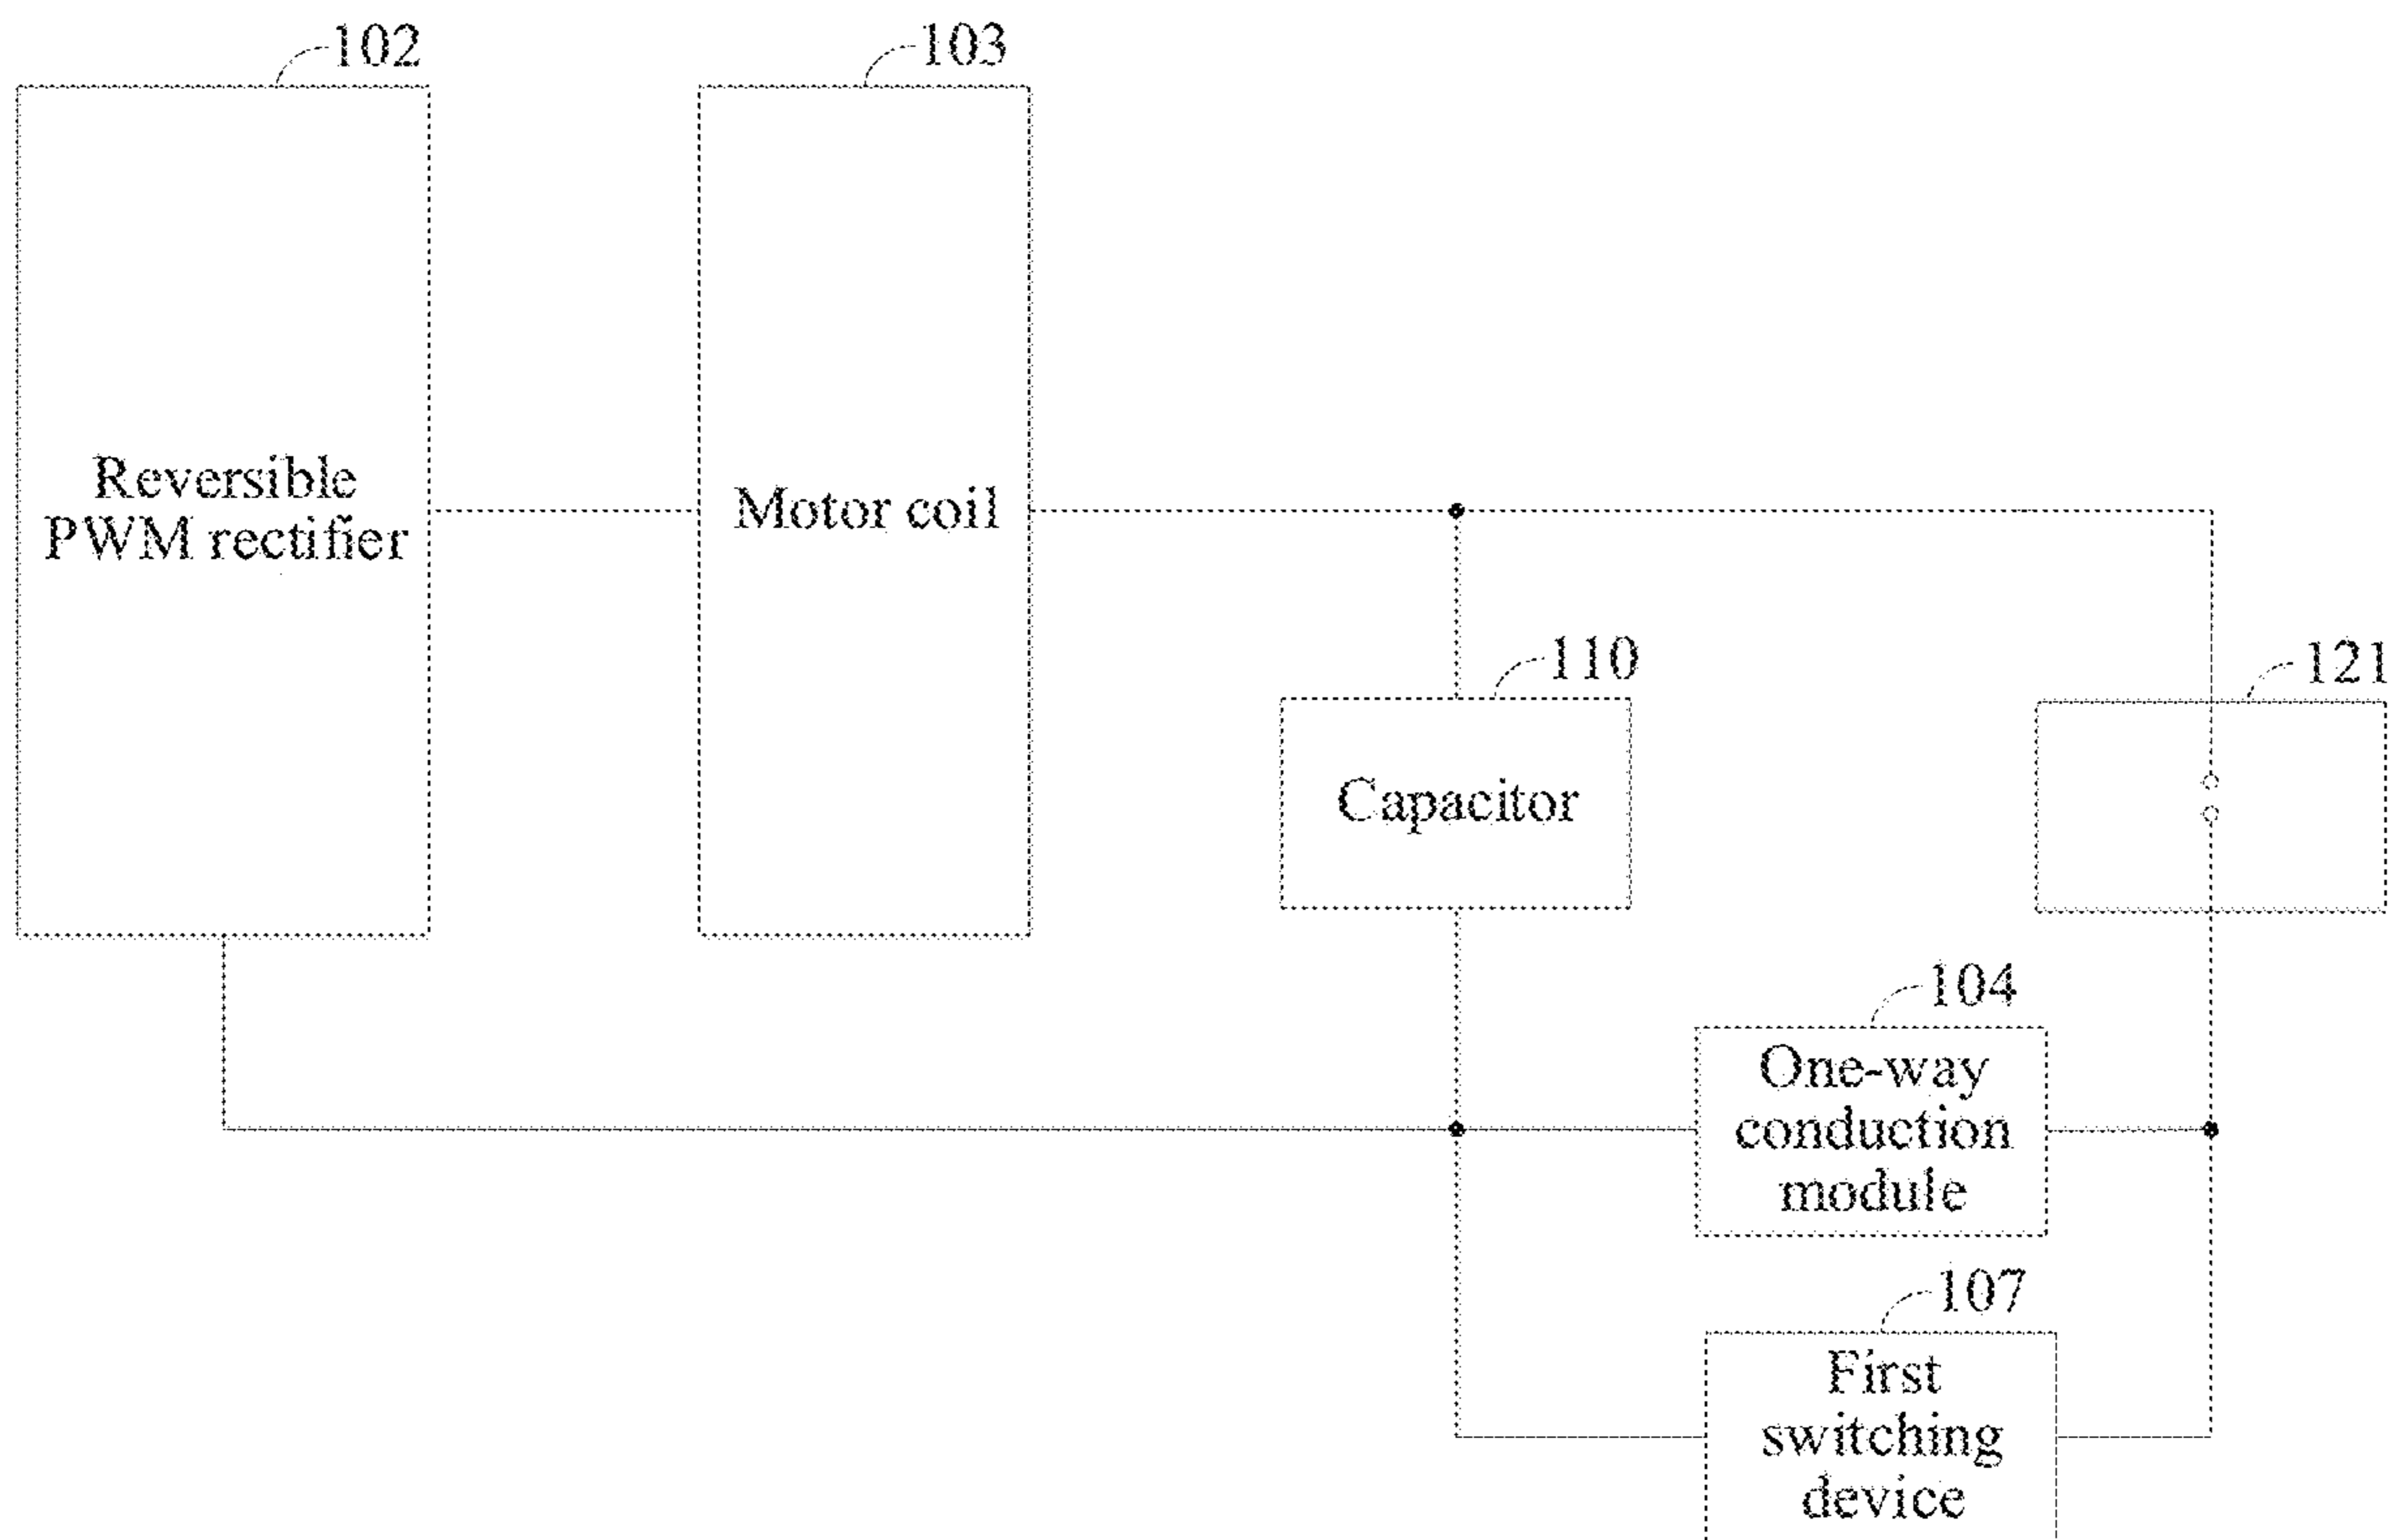 102
103
Reversible
PWM rectifier
Motor coil
110
121
Capacitor
104
One-way
conduction
module
107
First
switching
device